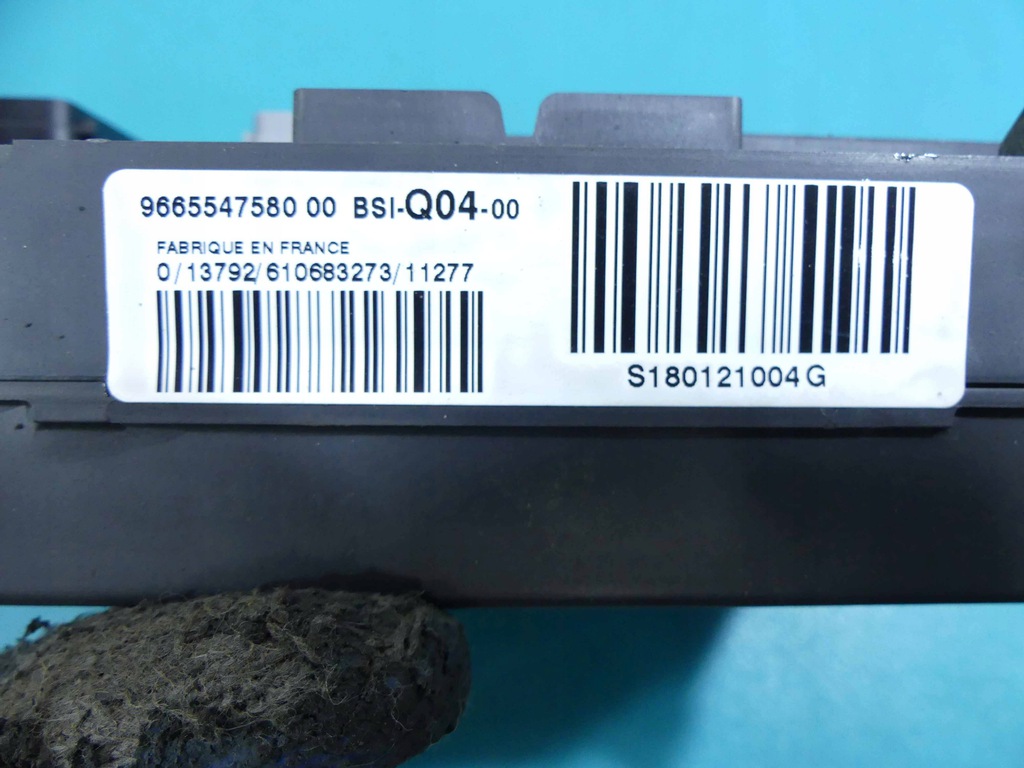 9665547580 00 BSI-Q04-00
FABRIQUE EN FRANCE
0/13792/610683273/11277
S180121004G